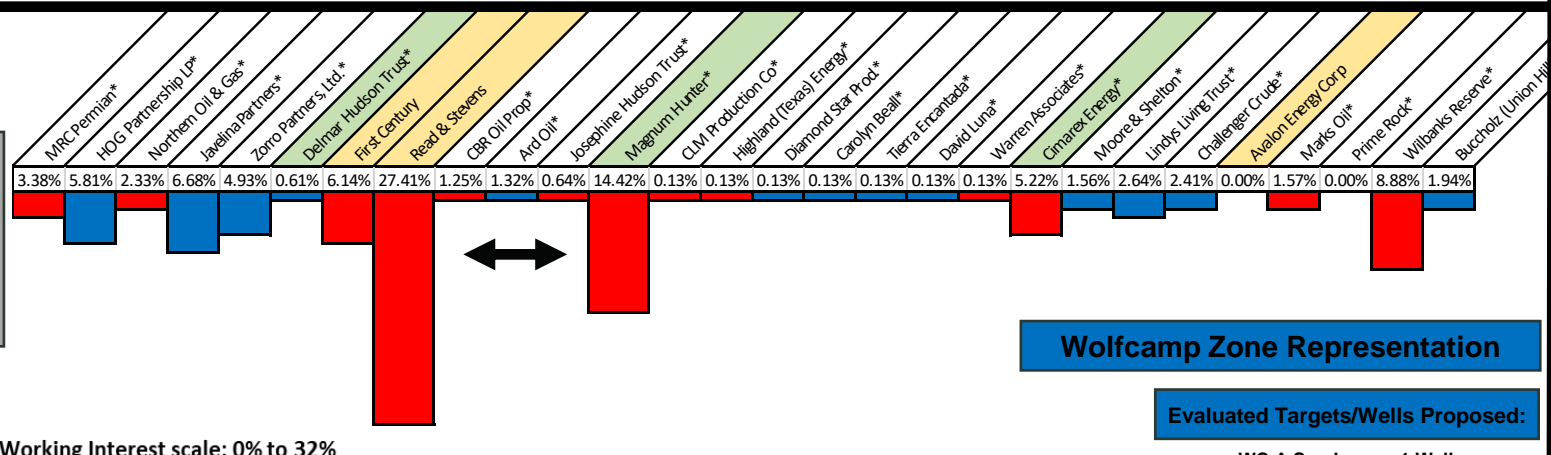 MRC Permian*
HOG Partnership LP*
Northern Oil & Gas*
Javelina Partners*
Zorro Partners, Ltd.*
Delmar Hudson Trust*
First Century
Read & Stevens
CBR Oil Prop*
Ard Oil*
Josephine Hudson Trust*
Magnum Hunter*
CLM Production Co*
Highland (Texas) Energy*
Diamond Star Prod.*
Carolyn Beall*
Tierra Encantada*
David Luna*
Warren Associates*
Cimarex Energy*
Moore & Shelton*
Lindys Living Trust*
Challenger Crude*
Avalon Energy Corp
Marks Oil*
Prime Rock*
Wilbanks Reserve*
Buccholz (Union Hill
3.38% 5.81% 2.33% 6.68% 4.93% 0.61% 6.14% 27.41% 1.25% 1.32% 0.64% 14.42% 0.13% 0.13% 0.13% 0.13% 0.13% 0.13% 0.13% 5.22% 1.56% 2.64% 2.41% 0.00% 1.57% 0.00% 8.88% 1.94%
Wolfcamp Zone Representation
Evaluated Targets/Wells Proposed:
Working Interest scale: 0% to 32%